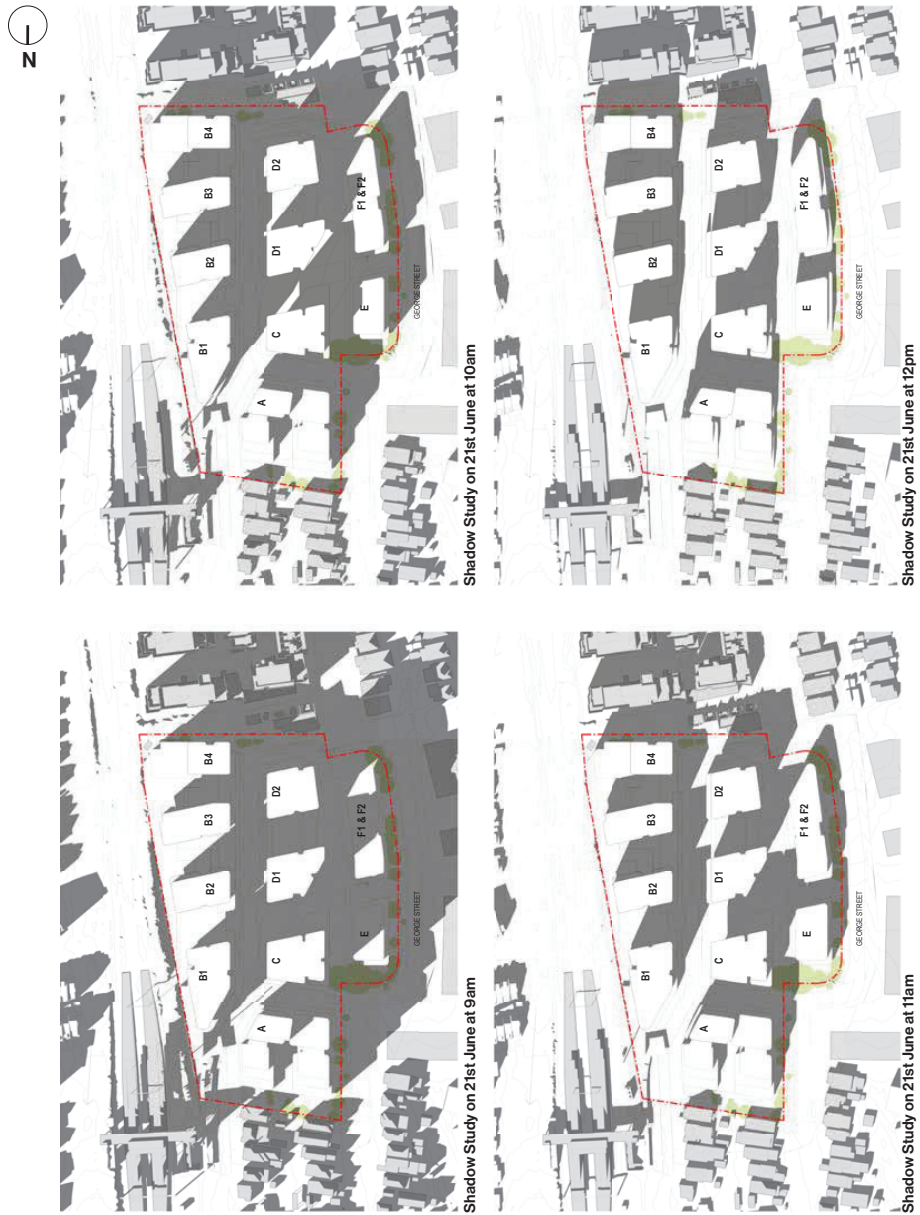 N
B1
B2
B3
B4
A
C
D1
D2
E
F1 & F2
GEORGE STREET
Shadow Study on 21st June at 9am
B1
B2
B3
B4
A
C
D1
D2
E
F1 & F2
GEORGE STREET
Shadow Study on 21st June at 10am
B1
B2
B3
B4
A
C
D1
D2
E
F1 & F2
GEORGE STREET
Shadow Study on 21st June at 11am
B1
B2
B3
B4
A
C
D1
D2
E
F1 & F2
GEORGE STREET
Shadow Study on 21st June at 12pm